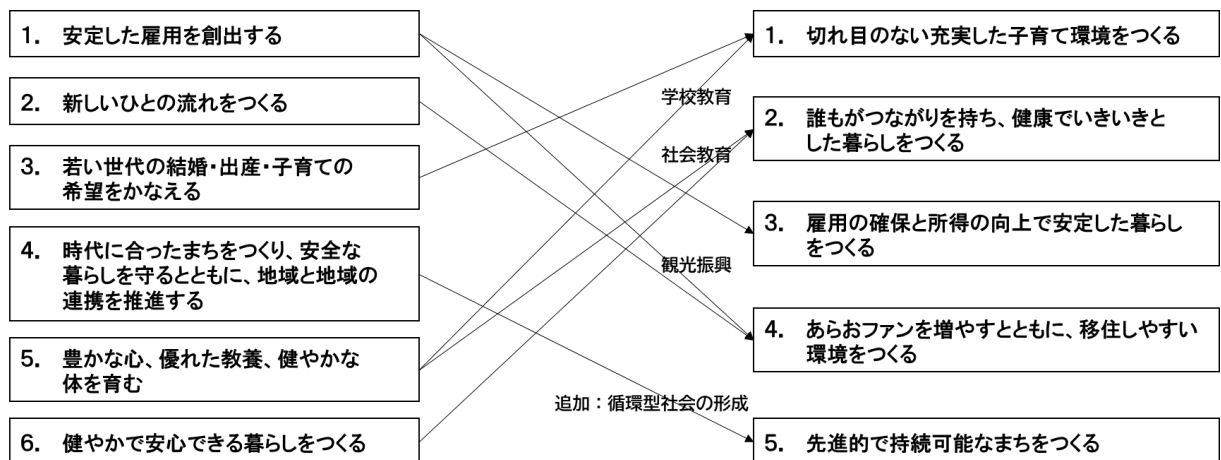 1. 安定した雇用を創出する
2. 新しいひとの流れをつくる
3. 若い世代の結婚・出産・子育ての
希望をかなえる
4. 時代に合ったまちをつくり、安全な
暮らしを守るとともに、地域と地域の
連携を推進する
5. 豊かな心、優れた教養、健やかな
体を育む
6. 健やかで安心できる暮らしをつくる
学校教育
社会教育
観光振興
追加：循環型社会の形成
1. 切れ目のない充実した子育て環境をつくる
2. 誰もがつながりを持ち、健康でいきいきと
した暮らしをつくる
3. 雇用の確保と所得の向上で安定した暮らし
をつくる
4. あらおファンを増やすとともに、移住しやすい
環境をつくる
5. 先進的で持続可能なまちをつくる